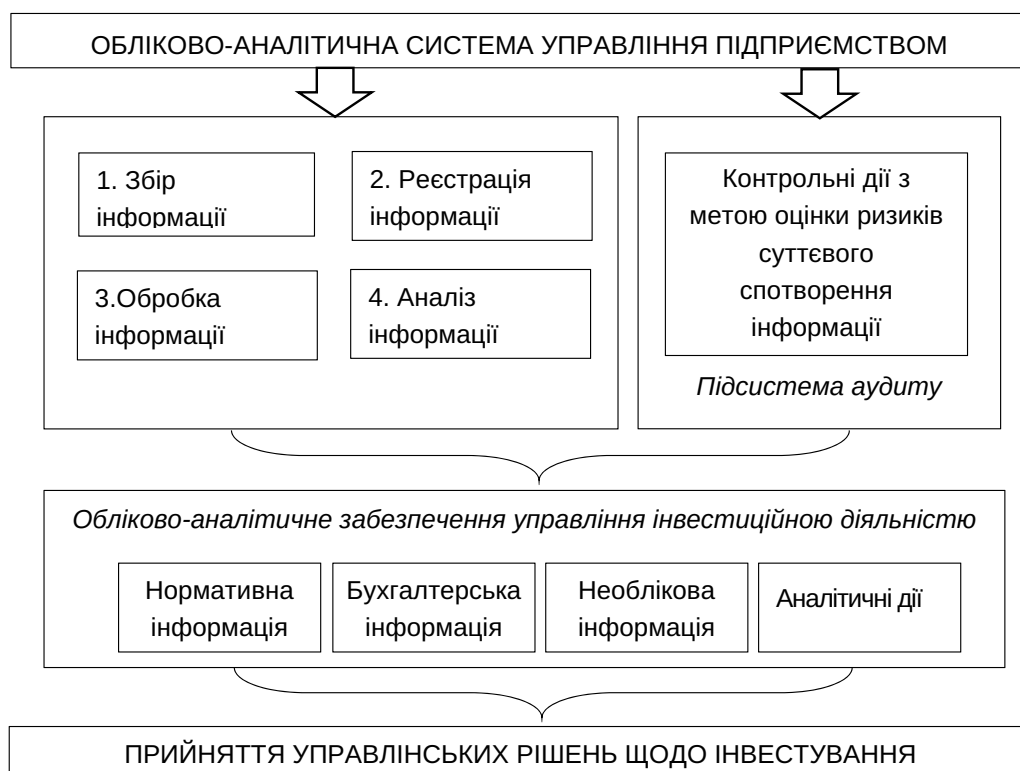 ОБЛІКОВО-АНАЛІТИЧНА СИСТЕМА УПРАВЛІННЯ ПІДПРИЄМСТВОМ
1. Збір
інформації
2. Реєстрація
інформації
3.Обробка
інформації
4. Аналіз
інформації
Контрольні дії з
метою оцінки ризиків
суттєвого
спотворення
інформації
Підсистема аудиту
Обліково-аналітичне забезпечення управління інвестиційною діяльністю
Нормативна
інформація
Бухгалтерська
інформація
Необлікова
інформація
Аналітичні дії
ПРИЙНЯТТЯ УПРАВЛІНСЬКИХ РІШЕНЬ ЩОДО ІНВЕСТУВАННЯ